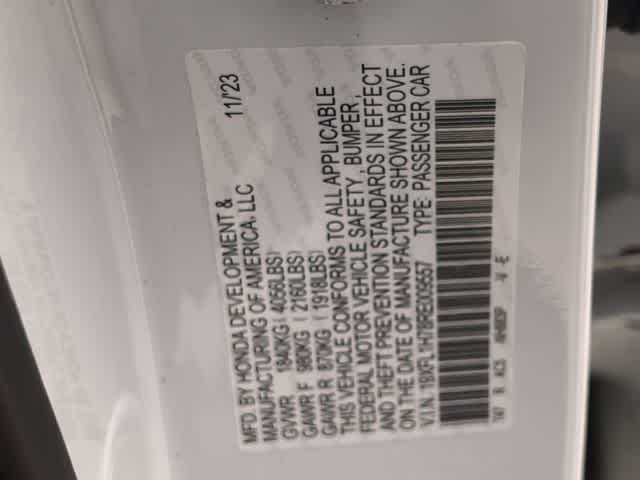 MFD. BY HONDA DEVELOPMENT & 11/'23
MANUFACTURING OF AMERICA, LLC
GVWR 1840KG( 4056LBS)
GAWR F 980KG ( 2160LBS)
GAWR R 870KG ( 1918LBS)
THIS VEHICLE CONFORMS TO ALL APPLICABLE
FEDERAL MOTOR VEHICLE SAFETY, BUMPER,
AND THEFT PREVENTION STANDARDS IN EFFECT
ON THE DATE OF MANUFACTURE SHOWN ABOVE.
V.I.N. TYPE: PASSENGER CAR
V E